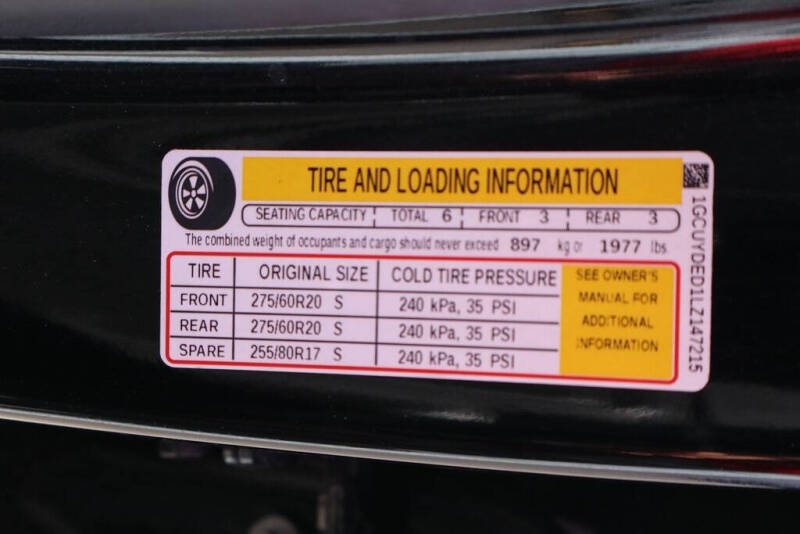 TIRE AND LOADING INFORMATION
SEATING CAPACITY TOTAL 6 FRONT 3 REAR 3
The combined weight of occupants and cargo should never exceed 897 kg or 1977 lbs.
TIRE ORIGINAL SIZE COLD TIRE PRESSURE
FRONT 275/60R20 S 240 kPa, 35 PSI
REAR 275/60R20 S 240 kPa, 35 PSI
SPARE 255/80R17 S 240 kPa, 35 PSI
SEE OWNER'S
MANUAL FOR
ADDITIONAL
INFORMATION
1GCUYDED1LZ147215